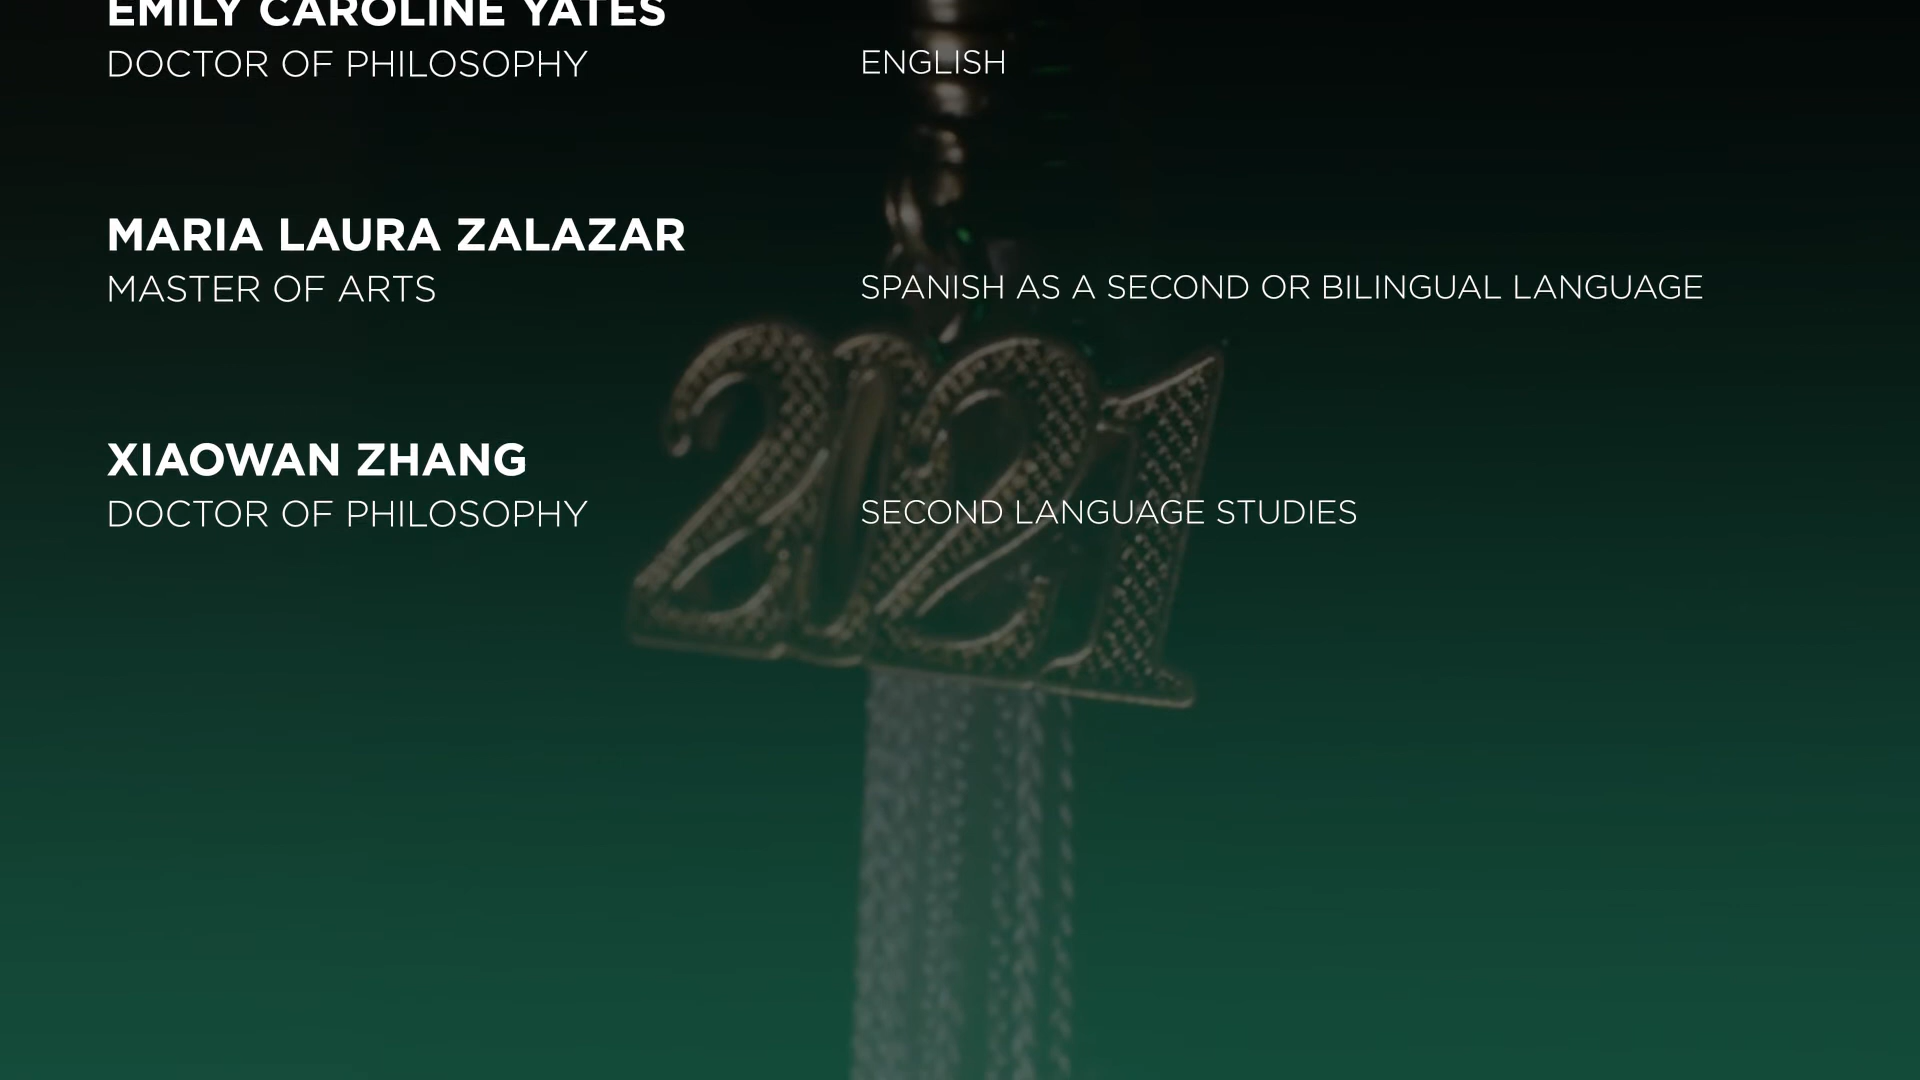 EMILY CAROLINE YATES
DOCTOR OF PHILOSOPHY
ENGLISH
MARIA LAURA ZALAZAR
MASTER OF ARTS
SPANISH AS A SECOND OR BILINGUAL LANGUAGE
XIAOWAN ZHANG
DOCTOR OF PHILOSOPHY
SECOND LANGUAGE STUDIES
2021